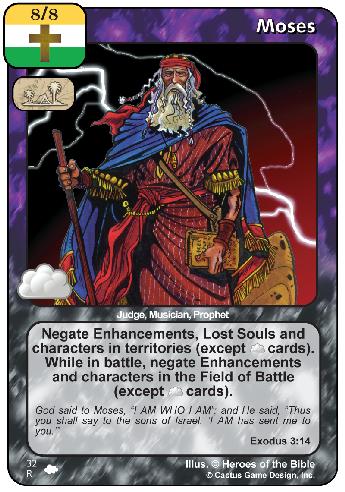 8/8
Moses
Judge, Musician, Prophet
Negate Enhancements, Lost Souls and
characters in territories (except cards).
While in battle, negate Enhancements
and characters in the Field of Battle
(except cards).
God said to Moses, "I AM WHO I AM"; and He said, "Thus
you shall say to the sons of Israel, 'I AM has sent me to
you.'"
Exodus 3:14
32
R
Illus. © Heroes of the Bible
© Cactus Game Design, Inc.